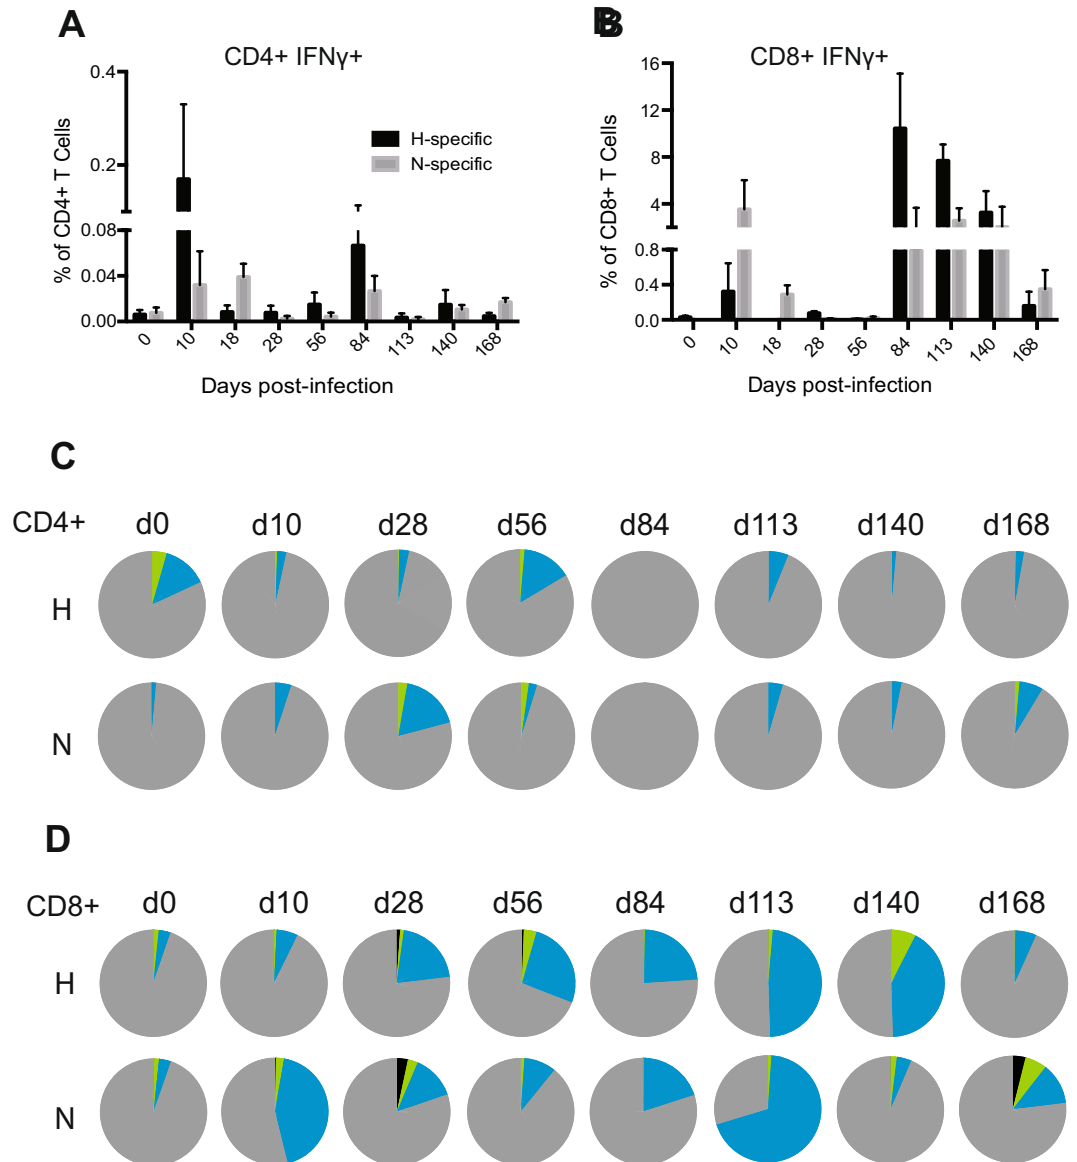 A
CD4+ IFNγ+
0.4
0.2
0.08
0.04
0.00
% of CD4+ T Cells
H-specific
N-specific
0 10 18 28 56 84 113 140 168
Days post-infection
B
CD8+ IFNγ+
16
12
8
4
0.8
0.4
0.0
% of CD8+ T Cells
0 10 18 28 56 84 113 140 168
Days post-infection
C
CD4+ d0 d10 d28 d56 d84 d113 d140 d168
H
N
D
CD8+ d0 d10 d28 d56 d84 d113 d140 d168
H
N